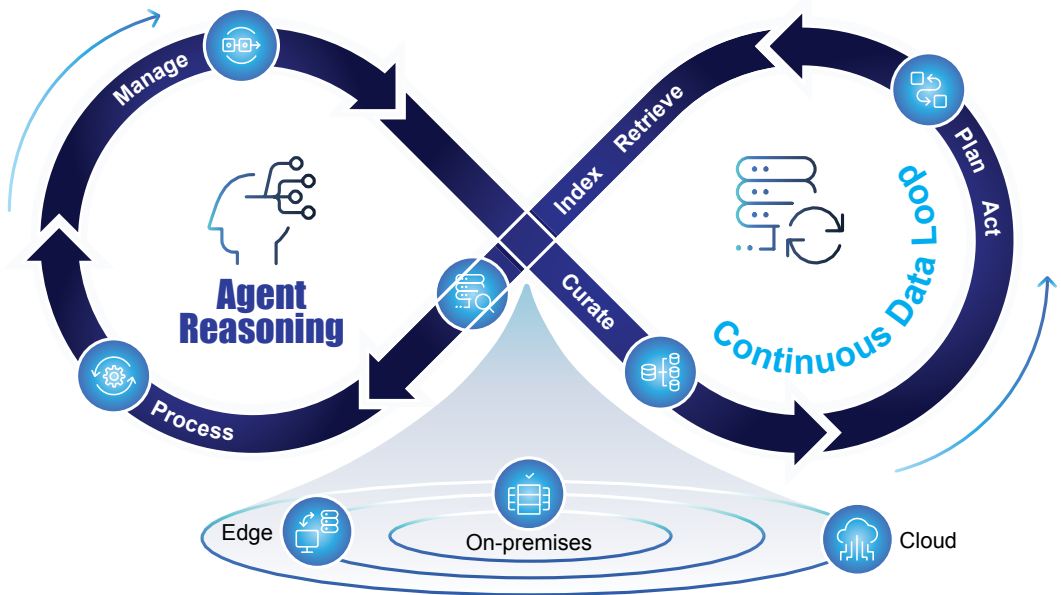 Manage
Index Retrieve
Plan Act
Agent
Reasoning
Continuous Data Loop
Curate
Process
Edge
On-premises
Cloud